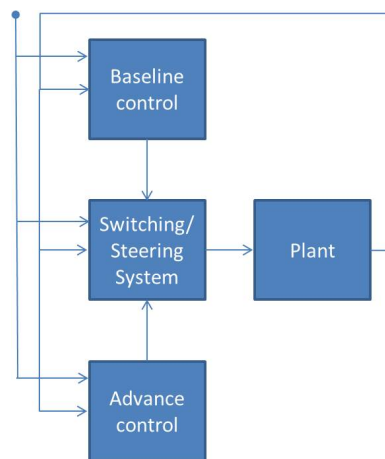 Baseline
control
Switching/
Steering
System
Plant
Advance
control